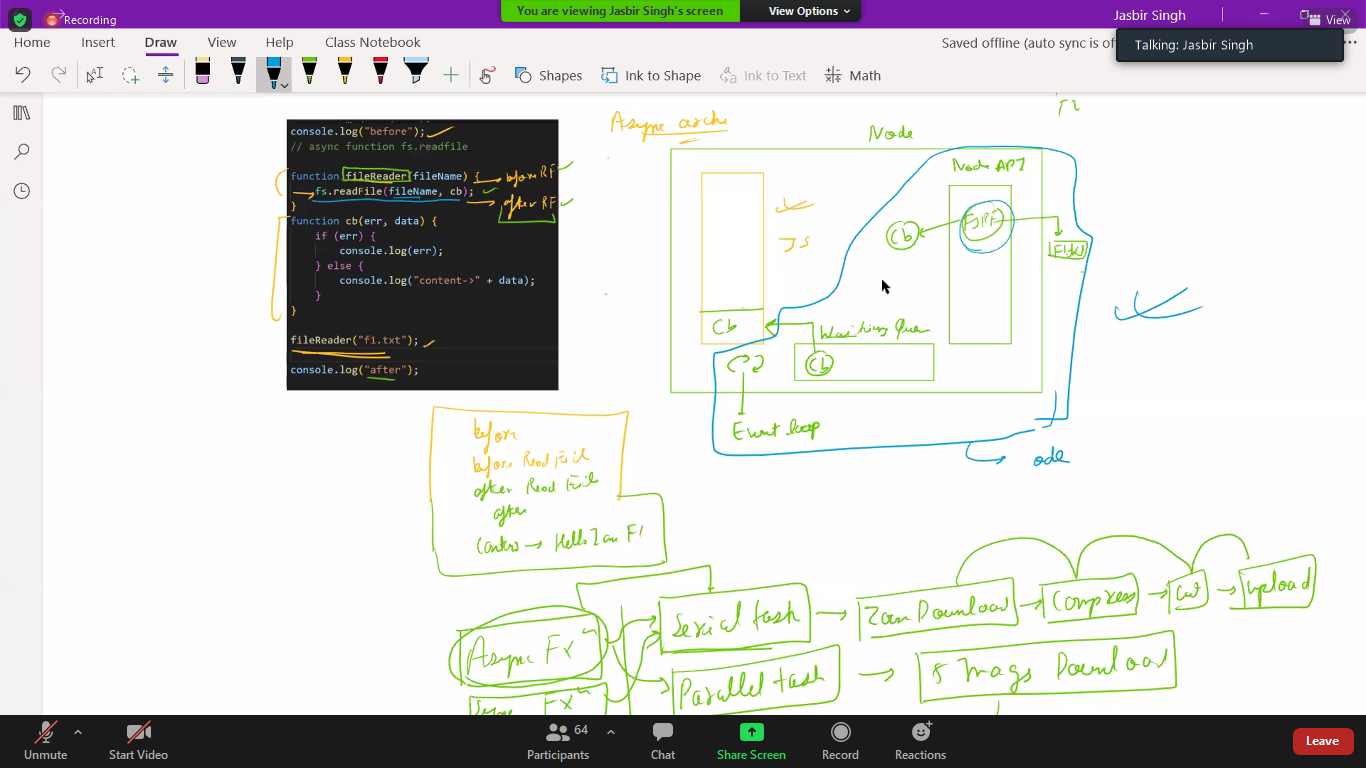 Recording
You are viewing Jasbir Singh's screen
View Options
Jasbir Singh
View
Talking: Jasbir Singh
Home
Insert
Draw
View
Help
Class Notebook
Saved offline (auto sync is of
Shapes
Ink to Shape
Ink to Text
Math
console.log("before");
// async function fs.readfile
function fileReader(fileName) {
fs.readFile(fileName, cb);
}
function cb(err, data) {
if (err) {
console.log(err);
} else {
console.log("content->" + data);
}
}
fileReader("f1.txt");
console.log("after");
before RF
after RF
Async arche
Node
Node API
JS
Cb
FSRF
Cb
Waiting Que
Cb
Event loop
ode
before
before Read File
after Read File
after
Hello I am F1
Async Fx
Serial task
Zoom Download
Compress
Cut
Upload
Parallel task
5 Imags Download
Fx
Unmute
Start Video
64
Participants
Chat
Share Screen
Record
Reactions
Leave